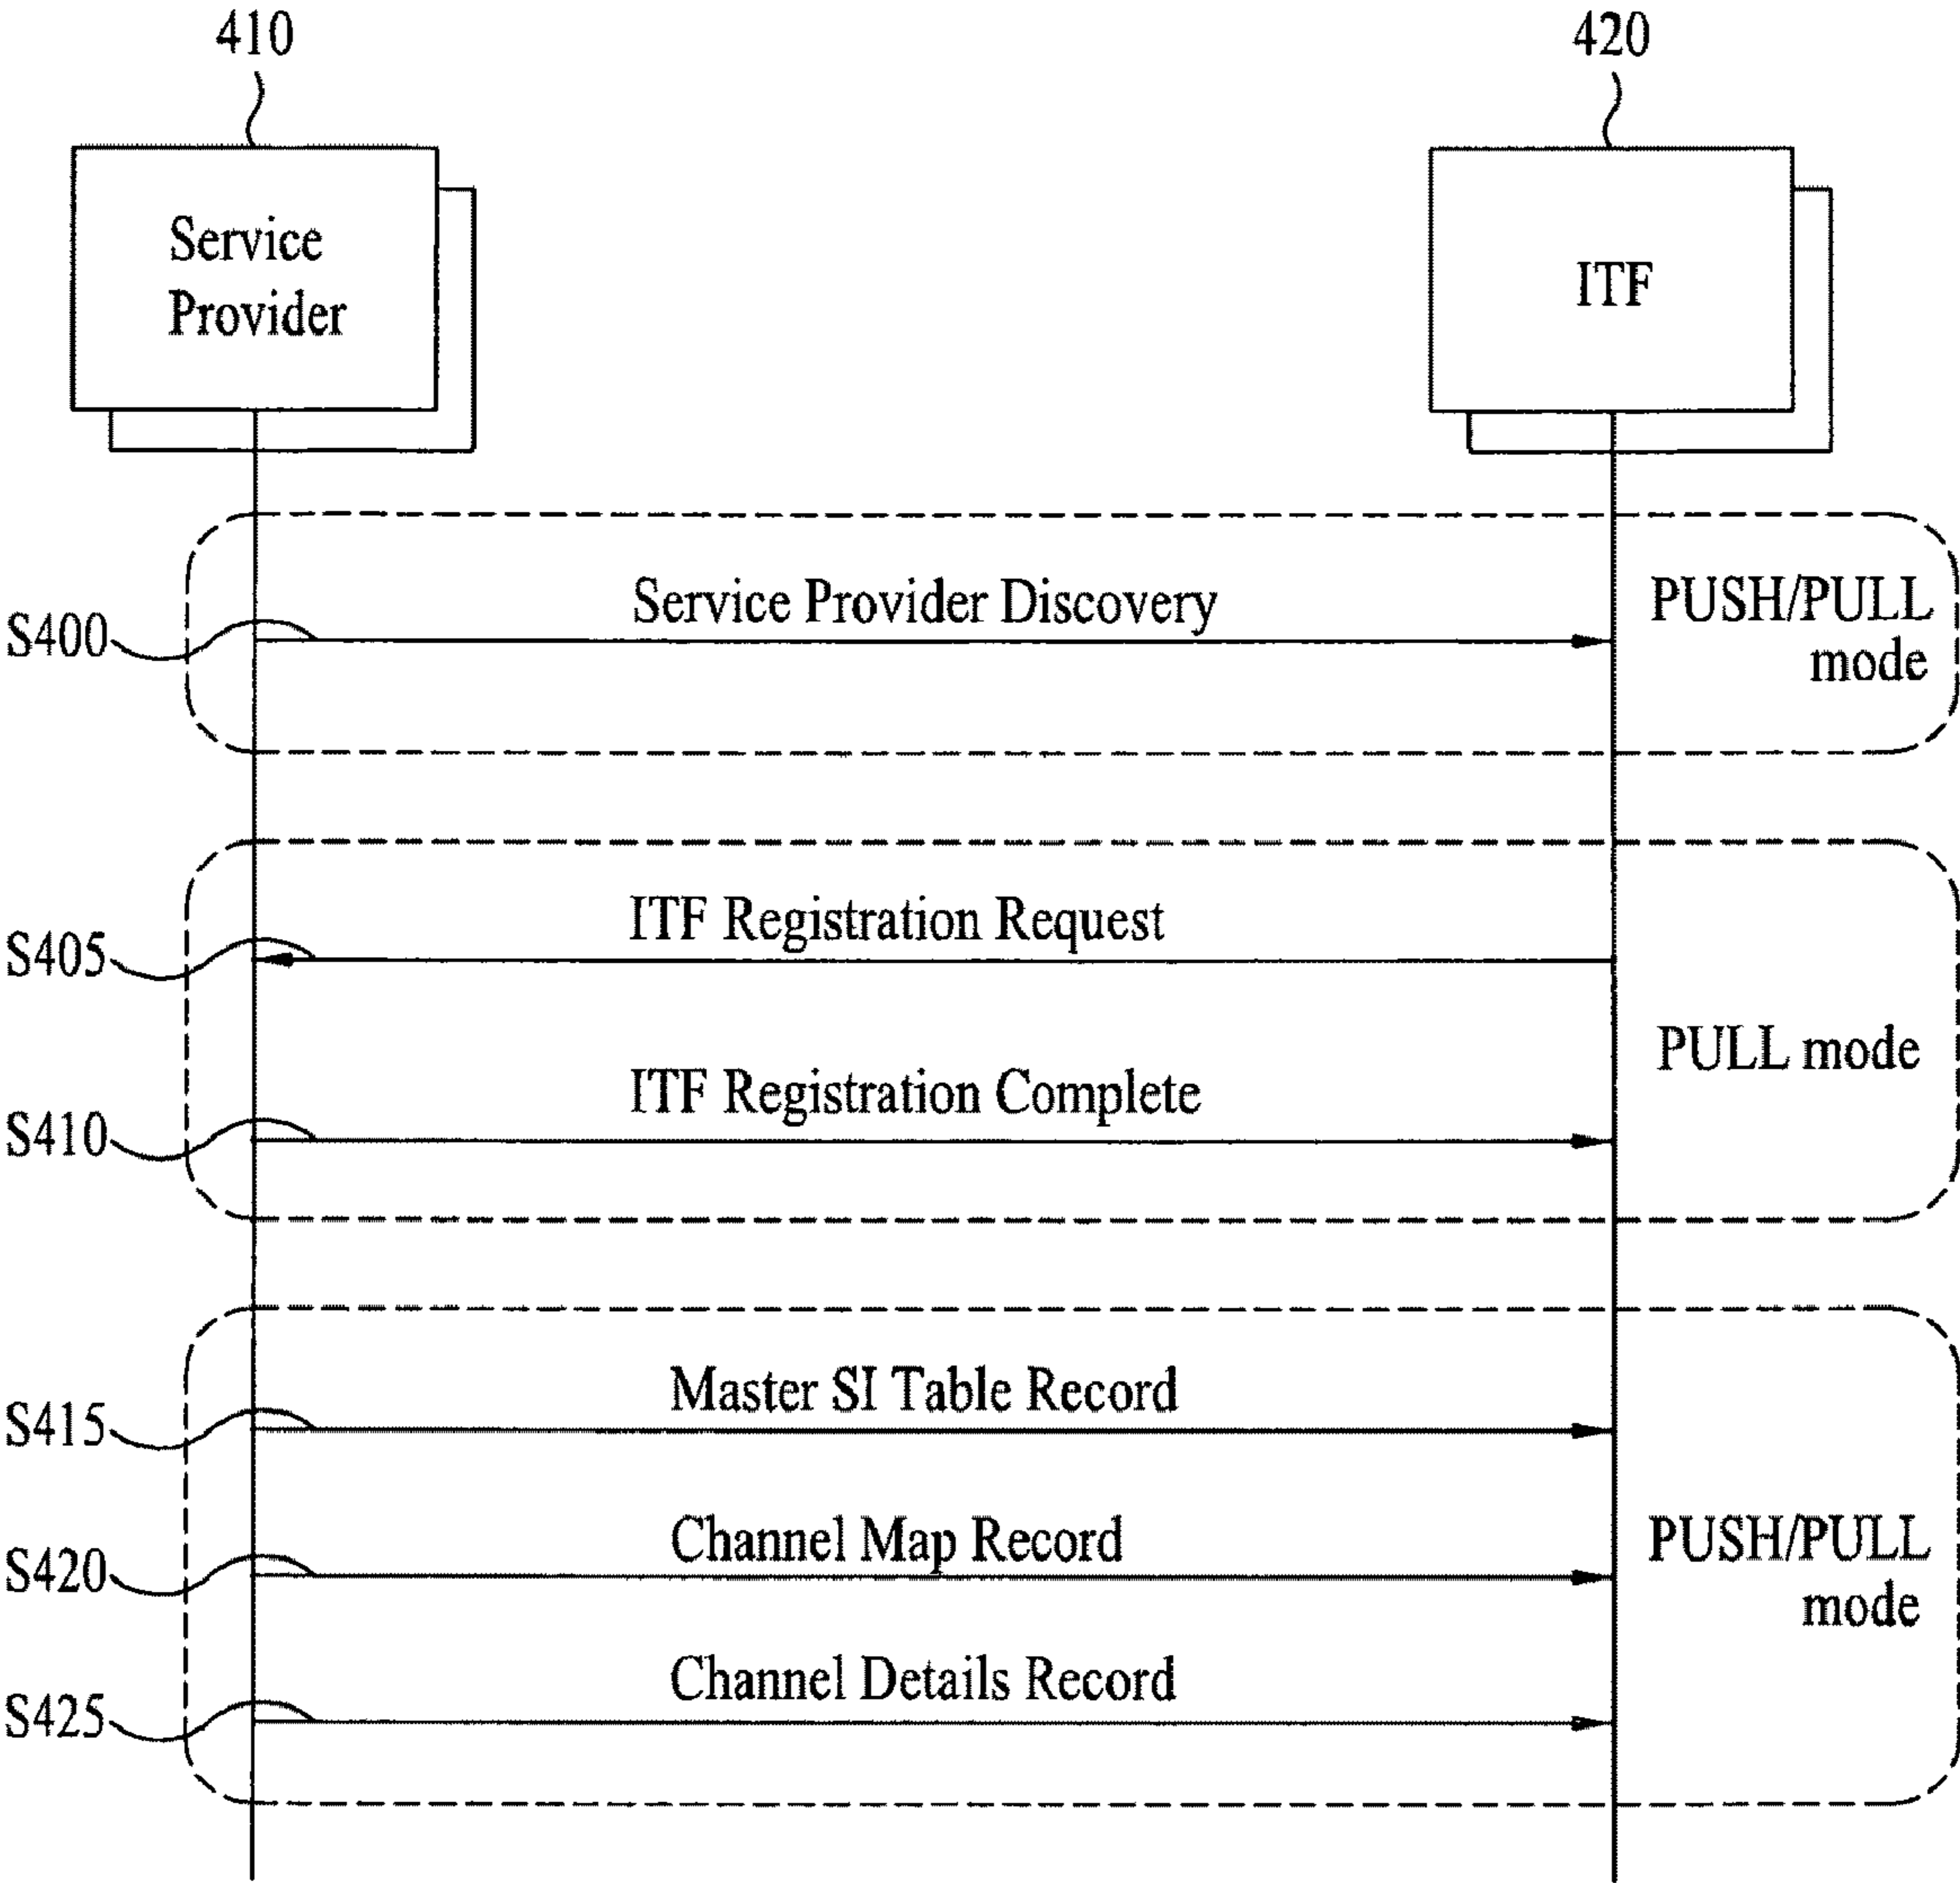 410
420
Service
Provider
ITF
Service Provider Discovery
PUSH/PULL
mode
S400
ITF Registration Request
S405
PULL mode
ITF Registration Complete
S410
Master SI Table Record
S415
Channel Map Record
PUSH/PULL
mode
S420
Channel Details Record
S425